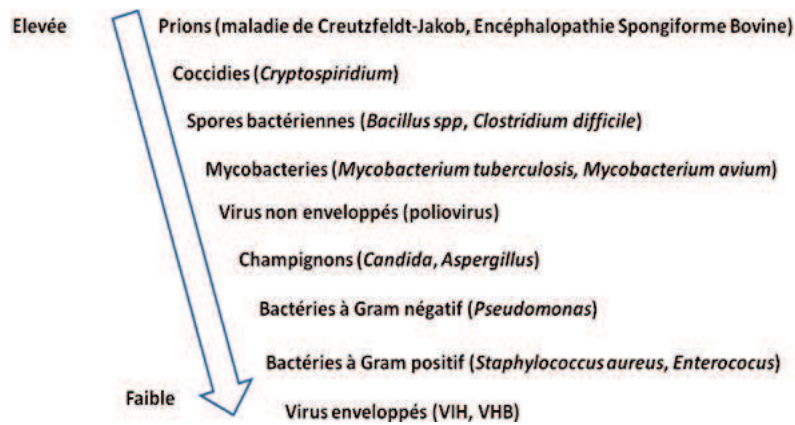 Elevée Prions (maladie de Creutzfeldt-Jakob, Encéphalopathie Spongiforme Bovine)
Coccidies (Cryptospiridium)
Spores bactériennes (Bacillus spp, Clostridium difficile)
Mycobacteries (Mycobacterium tuberculosis, Mycobacterium avium)
Virus non enveloppés (poliovirus)
Champignons (Candida, Aspergillus)
Bactéries à Gram négatif (Pseudomonas)
Bactéries à Gram positif (Staphylococcus aureus, Enterococus)
Faible
Virus enveloppés (VIH, VHB)